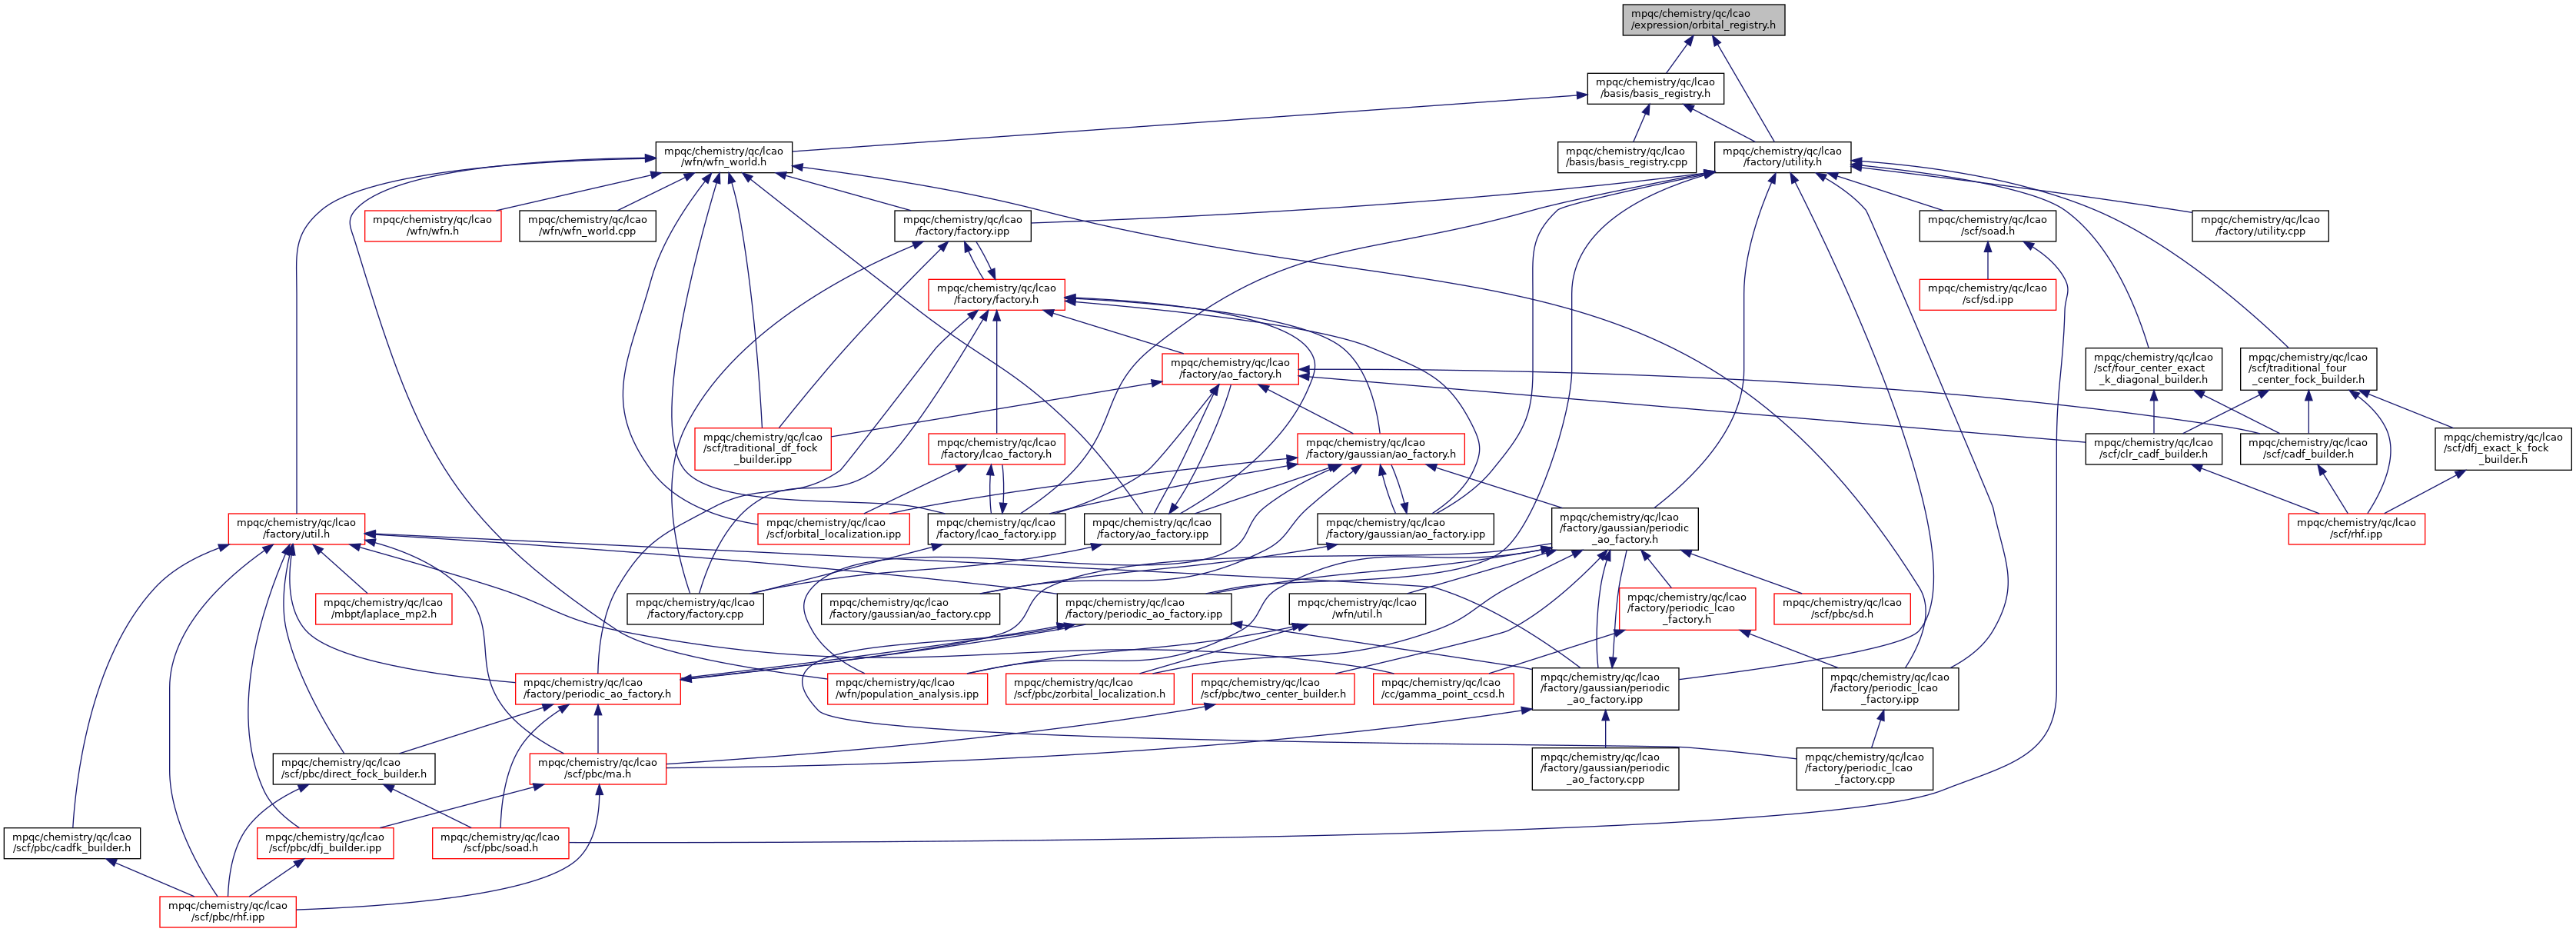 mpqc/chemistry/qc/lcao
/expression/orbital_registry.h
mpqc/chemistry/qc/lcao
/basis/basis_registry.h
mpqc/chemistry/qc/lcao
/wfn/wfn_world.h
mpqc/chemistry/qc/lcao
/basis/basis_registry.cpp
mpqc/chemistry/qc/lcao
/factory/utility.h
mpqc/chemistry/qc/lcao
/wfn/wfn.h
mpqc/chemistry/qc/lcao
/wfn/wfn_world.cpp
mpqc/chemistry/qc/lcao
/factory/factory.ipp
mpqc/chemistry/qc/lcao
/scf/soad.h
mpqc/chemistry/qc/lcao
/factory/utility.cpp
mpqc/chemistry/qc/lcao
/factory/factory.h
mpqc/chemistry/qc/lcao
/scf/sd.ipp
mpqc/chemistry/qc/lcao
/factory/ao_factory.h
mpqc/chemistry/qc/lcao
/scf/four_center_exact
_k_diagonal_builder.h
mpqc/chemistry/qc/lcao
/scf/traditional_four
_center_fock_builder.h
mpqc/chemistry/qc/lcao
/scf/traditional_df_fock
_builder.ipp
mpqc/chemistry/qc/lcao
/factory/lcao_factory.h
mpqc/chemistry/qc/lcao
/factory/gaussian/ao_factory.h
mpqc/chemistry/qc/lcao
/scf/clr_cadf_builder.h
mpqc/chemistry/qc/lcao
/scf/cadf_builder.h
mpqc/chemistry/qc/lcao
/scf/dfj_exact_k_fock
_builder.h
mpqc/chemistry/qc/lcao
/factory/util.h
mpqc/chemistry/qc/lcao
/scf/orbital_localization.ipp
mpqc/chemistry/qc/lcao
/factory/lcao_factory.ipp
mpqc/chemistry/qc/lcao
/factory/ao_factory.ipp
mpqc/chemistry/qc/lcao
/factory/gaussian/ao_factory.ipp
mpqc/chemistry/qc/lcao
/factory/gaussian/periodic
_ao_factory.h
mpqc/chemistry/qc/lcao
/scf/rhf.ipp
mpqc/chemistry/qc/lcao
/mbpt/laplace_mp2.h
mpqc/chemistry/qc/lcao
/factory/factory.cpp
mpqc/chemistry/qc/lcao
/factory/gaussian/ao_factory.cpp
mpqc/chemistry/qc/lcao
/factory/periodic_ao_factory.ipp
mpqc/chemistry/qc/lcao
/wfn/util.h
mpqc/chemistry/qc/lcao
/factory/periodic_lcao
_factory.h
mpqc/chemistry/qc/lcao
/scf/pbc/sd.h
mpqc/chemistry/qc/lcao
/factory/periodic_ao_factory.h
mpqc/chemistry/qc/lcao
/wfn/population_analysis.ipp
mpqc/chemistry/qc/lcao
/scf/pbc/zorbital_localization.h
mpqc/chemistry/qc/lcao
/scf/pbc/two_center_builder.h
mpqc/chemistry/qc/lcao
/cc/gamma_point_ccsd.h
mpqc/chemistry/qc/lcao
/factory/gaussian/periodic
_ao_factory.ipp
mpqc/chemistry/qc/lcao
/factory/periodic_lcao
_factory.ipp
mpqc/chemistry/qc/lcao
/scf/pbc/direct_fock_builder.h
mpqc/chemistry/qc/lcao
/scf/pbc/ma.h
mpqc/chemistry/qc/lcao
/factory/gaussian/periodic
_ao_factory.cpp
mpqc/chemistry/qc/lcao
/factory/periodic_lcao
_factory.cpp
mpqc/chemistry/qc/lcao
/scf/pbc/cadfk_builder.h
mpqc/chemistry/qc/lcao
/scf/pbc/dfj_builder.ipp
mpqc/chemistry/qc/lcao
/scf/pbc/soad.h
mpqc/chemistry/qc/lcao
/scf/pbc/rhf.ipp